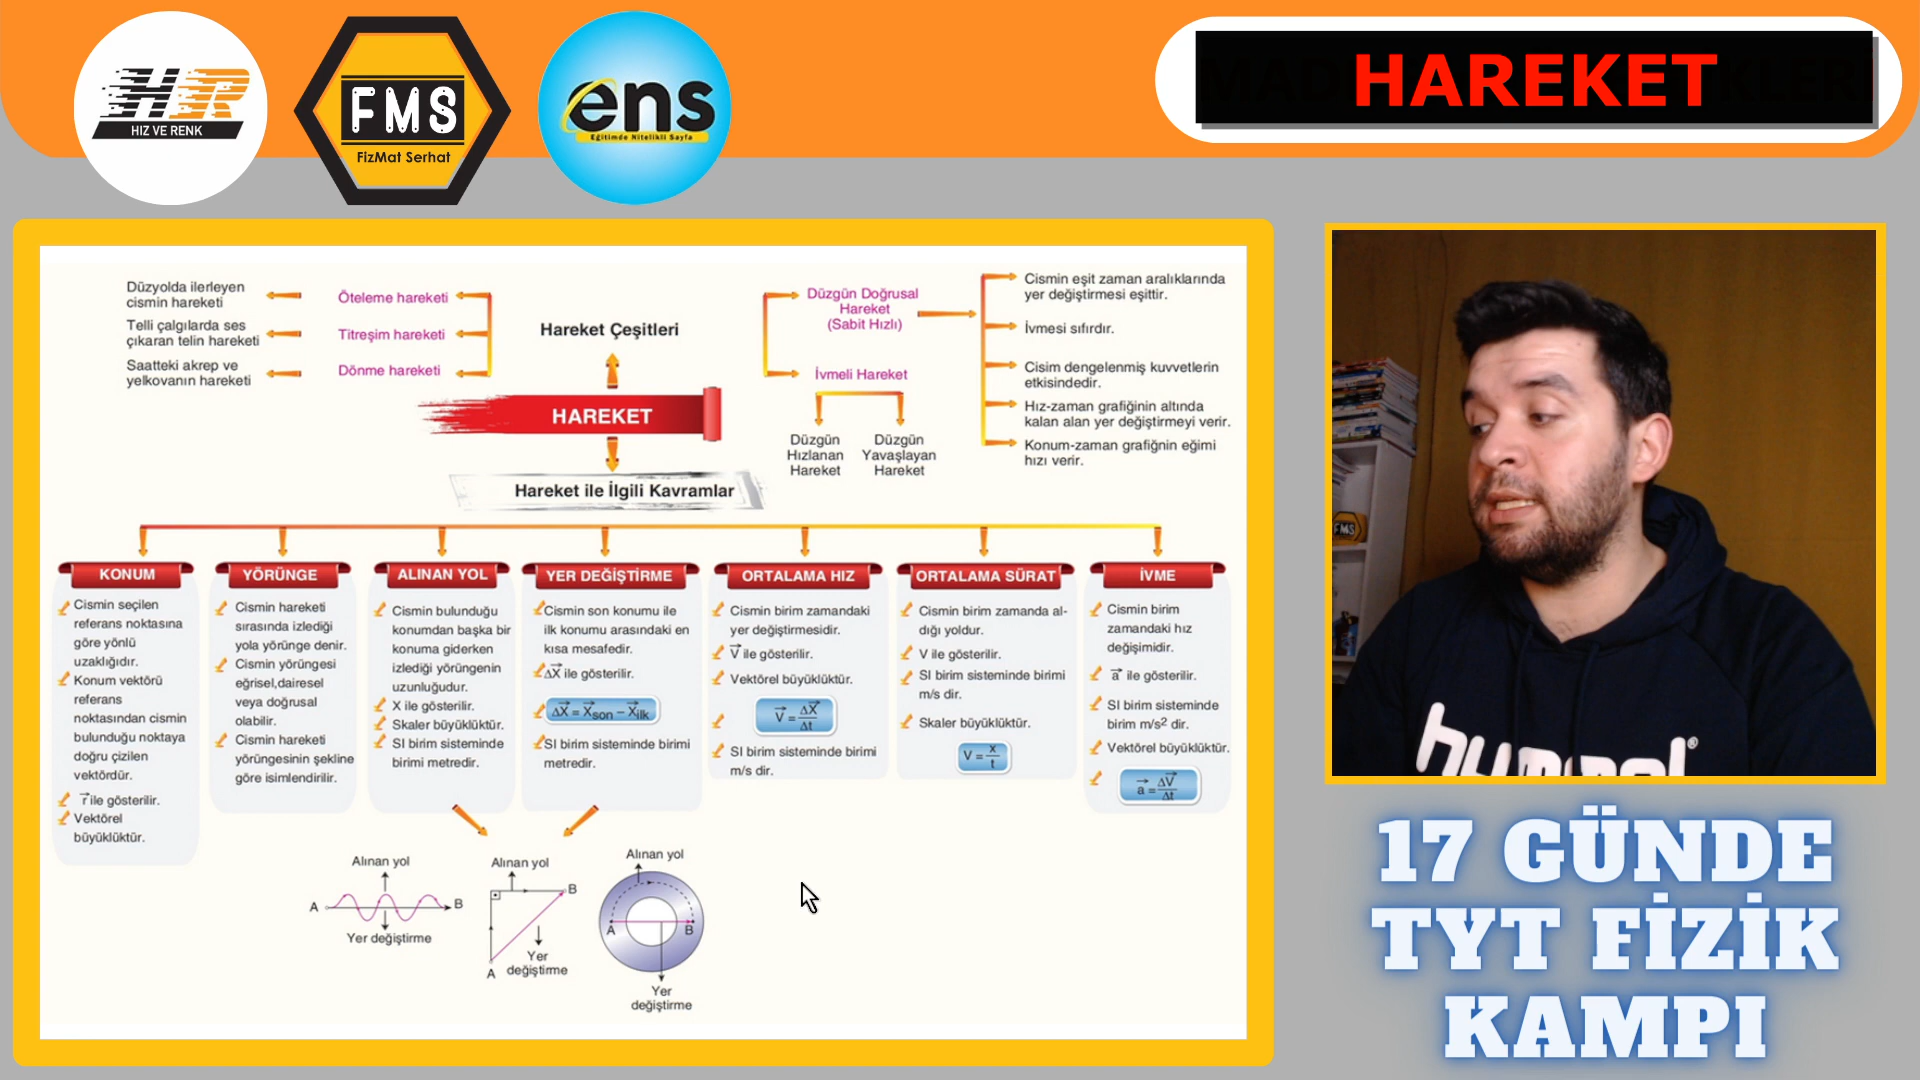 HR
HIZ VE RENK
FMS
FizMat Serhat
ens
Eğitimde Nitelikli Sayfa
HAREKET
Düzyolda ilerleyen
cismin hareketi
Telli çalgılarda ses
çıkaran telin hareketi
Saatteki akrep ve
yelkovanın hareketi
Öteleme hareketi
Titreşim hareketi
Dönme hareketi
Hareket Çeşitleri
HAREKET
Hareket ile İlgili Kavramlar
Düzgün Doğrusal
Hareket
(Sabit Hızlı)
İvmeli Hareket
Düzgün
Hızlanan
Hareket
Düzgün
Yavaşlayan
Hareket
Cismin eşit zaman aralıklarında
yer değiştirmesi eşittir.
İvmesi sıfırdır.
Cisim dengelenmiş kuvvetlerin
etkisindedir.
Hız-zaman grafiğinin altında
kalan alan yer değiştirmeyi verir.
Konum-zaman grafiğnin eğimi
hızı verir.
KONUM
Cismin seçilen
referans noktasına
göre yönlü
uzaklığıdır.
Konum vektörü
referans
noktasından cismin
bulunduğu noktaya
doğru çizilen
vektördür.
r⃗ ile gösterilir.
Vektörel
büyüklüktür.
YÖRÜNGE
Cismin hareketi
sırasında izlediği
yola yörünge denir.
Cismin yörüngesi
eğrisel,dairesel
veya doğrusal
olabilir.
Cismin hareketi
yörüngesinin şekline
göre isimlendirilir.
ALINAN YOL
Cismin bulunduğu
konumdan başka bir
konuma giderken
izlediği yörüngenin
uzunluğudur.
X ile gösterilir.
Skaler büyüklüktür.
SI birim sisteminde
birimi metredir.
YER DEĞİŞTİRME
Cismin son konumu ile
ilk konumu arasındaki en
kısa mesafedir.
ΔX⃗ ile gösterilir.
ΔX⃗ = X⃗son – X⃗ilk
SI birim sisteminde birimi
metredir.
ORTALAMA HIZ
Cismin birim zamandaki
yer değiştirmesidir.
V⃗ ile gösterilir.
Vektörel büyüklüktür.
V⃗ = ΔX⃗/Δt
SI birim sisteminde birimi
m/s dir.
ORTALAMA SÜRAT
Cismin birim zamanda al-
dığı yoldur.
V ile gösterilir.
SI birim sisteminde birimi
m/s dir.
Skaler büyüklüktür.
V = x/t
İVME
Cismin birim
zamandaki hız
değişimidir.
a⃗ ile gösterilir.
SI birim sisteminde
birim m/s² dir.
Vektörel büyüklüktür.
a⃗ = ΔV⃗/Δt
Alınan yol
A
B
Yer değiştirme
Alınan yol
B
A
Yer
değiştirme
Alınan yol
A
B
Yer
değiştirme
FMS
hummel®
17 GÜNDE
TYT FİZİK
KAMPI